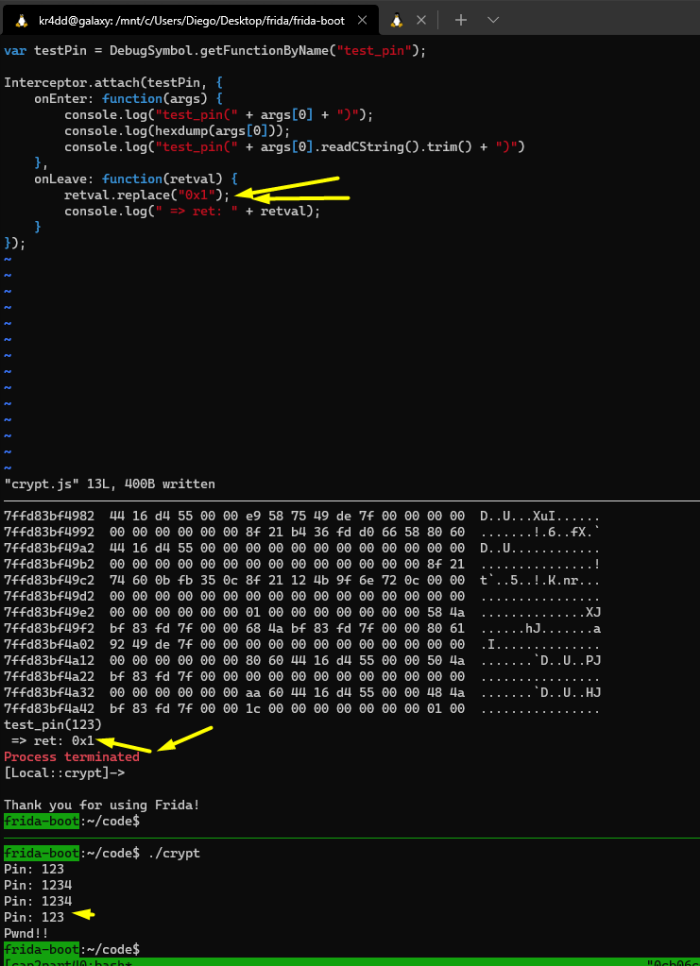 kr4dd@galaxy: /mnt/c/Users/Diego/Desktop/frida/frida-boot
var testPin = DebugSymbol.getFunctionByName("test_pin");
Interceptor.attach(testPin, {
    onEnter: function(args) {
        console.log("test_pin(" + args[0] + ")");
        console.log(hexdump(args[0]));
        console.log("test_pin(" + args[0].readCString().trim() + ")")
    },
    onLeave: function(retval) {
        retval.replace("0x1");
        console.log(" => ret: " + retval);
    }
});
~
~
~
~
~
~
~
~
~
~
~
~
~
~
"crypt.js" 13L, 400B written
7ffd83bf4982  44 16 d4 55 00 00 e9 58 75 49 de 7f 00 00 00 00  D..U...XuI......
7ffd83bf4992  00 00 00 00 00 00 8f 21 b4 36 fd d0 66 58 80 60  .......!.6..fX.`
7ffd83bf49a2  44 16 d4 55 00 00 00 00 00 00 00 00 00 00 00 00  D..U............
7ffd83bf49b2  00 00 00 00 00 00 00 00 00 00 00 00 00 00 8f 21  ...............!
7ffd83bf49c2  74 60 0b fb 35 0c 8f 21 12 4b 9f 6e 72 0c 00 00  t`..5..!.K.nr...
7ffd83bf49d2  00 00 00 00 00 00 00 00 00 00 00 00 00 00 00 00  ................
7ffd83bf49e2  00 00 00 00 00 00 01 00 00 00 00 00 00 00 58 4a  ..............XJ
7ffd83bf49f2  bf 83 fd 7f 00 00 68 4a bf 83 fd 7f 00 00 80 61  ......hJ.......a
7ffd83bf4a02  92 49 de 7f 00 00 00 00 00 00 00 00 00 00 00 00  .I..............
7ffd83bf4a12  00 00 00 00 00 00 80 60 44 16 d4 55 00 00 50 4a  .......`D..U..PJ
7ffd83bf4a22  bf 83 fd 7f 00 00 00 00 00 00 00 00 00 00 00 00  ................
7ffd83bf4a32  00 00 00 00 00 00 aa 60 44 16 d4 55 00 00 48 4a  .......`D..U..HJ
7ffd83bf4a42  bf 83 fd 7f 00 00 1c 00 00 00 00 00 00 00 01 00  ................
test_pin(123)
 => ret: 0x1
Process terminated
[Local::crypt]->
Thank you for using Frida!
frida-boot:~/code$
frida-boot:~/code$ ./crypt
Pin: 123
Pin: 1234
Pin: 1234
Pin: 123
Pwnd!!
frida-boot:~/code$